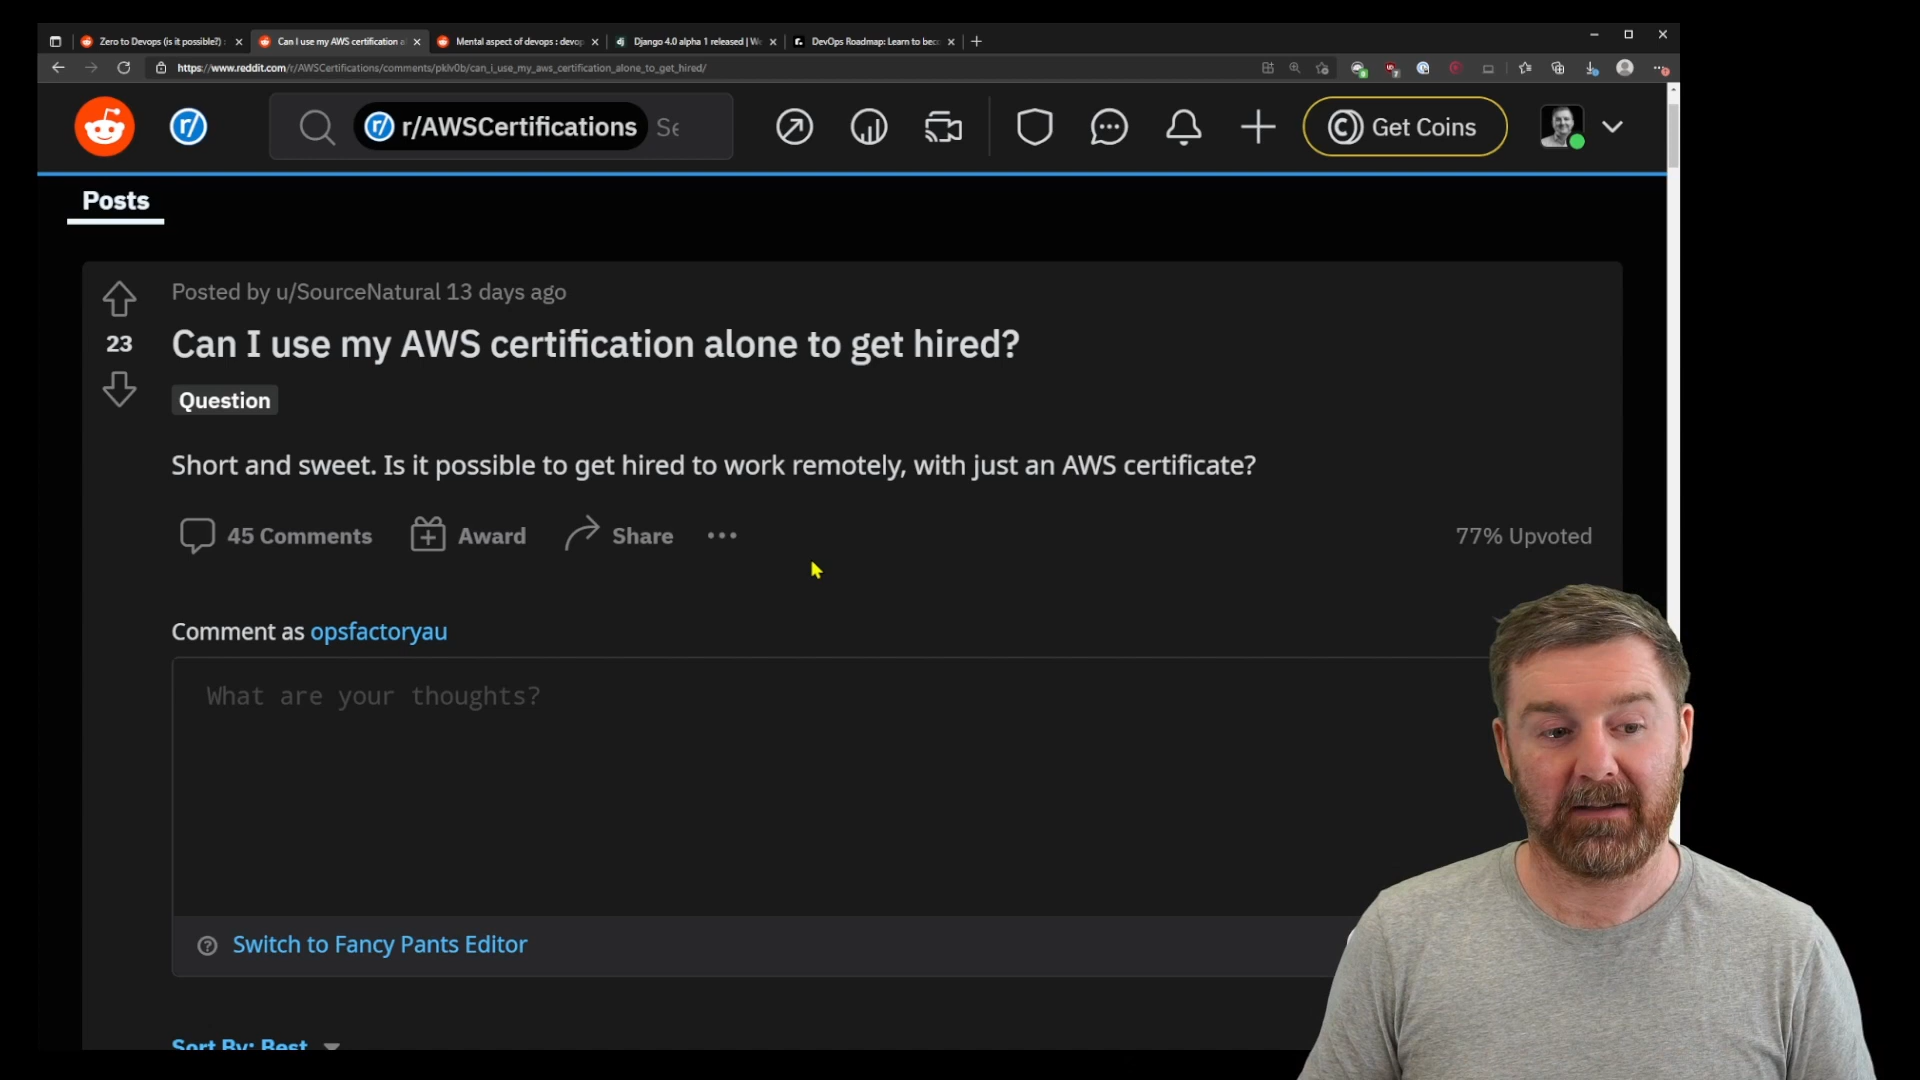 Zero to Devops (is it possible?) :
Can I use my AWS certification a
Mental aspect of devops : devop
Django 4.0 alpha 1 released | We
DevOps Roadmap: Learn to beco
https://www.reddit.com/r/AWSCertifications/comments/pklv0b/can_i_use_my_aws_certification_alone_to_get_hired/
r/AWSCertifications
Se
Get Coins
Posts
Posted by u/SourceNatural 13 days ago
23
Can I use my AWS certification alone to get hired?
Question
Short and sweet. Is it possible to get hired to work remotely, with just an AWS certificate?
45 Comments
Award
Share
77% Upvoted
Comment as opsfactoryau
What are your thoughts?
Switch to Fancy Pants Editor
Sort By: Best